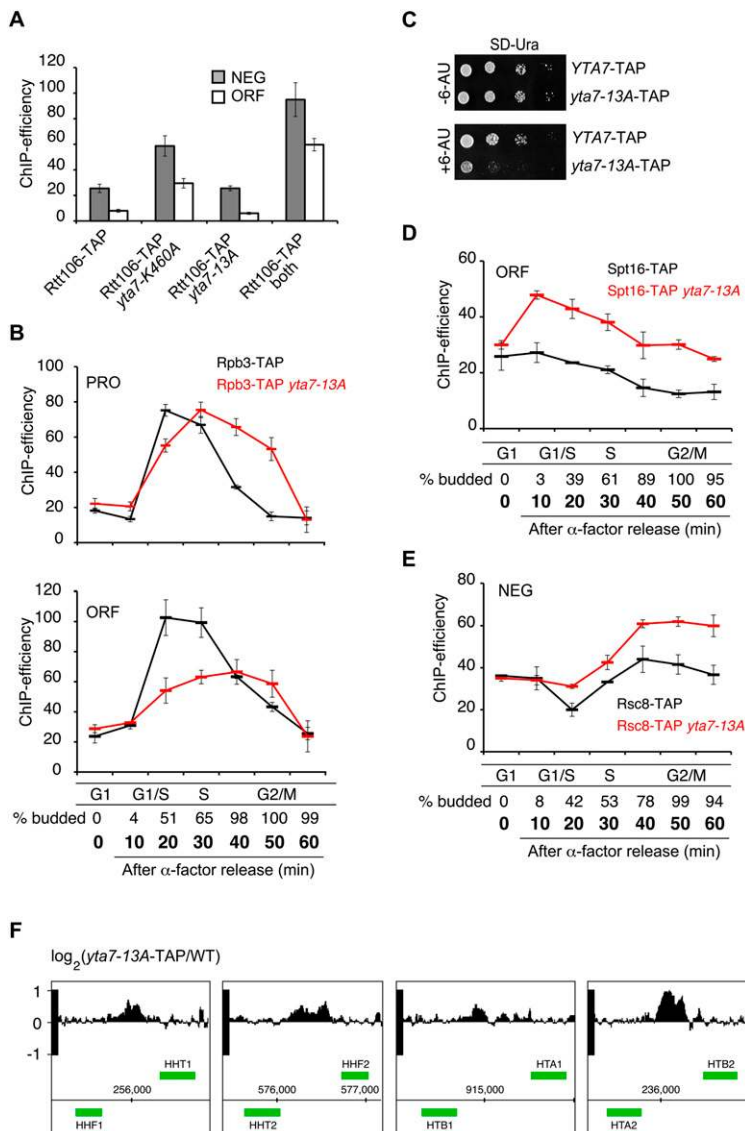 A
ChIP-efficiency
120
100
80
60
40
20
0
NEG
ORF
Rtt106-TAP
Rtt106-TAP
yta7-K460A
Rtt106-TAP
yta7-13A
Rtt106-TAP
both
B
PRO
Rpb3-TAP
Rpb3-TAP yta7-13A
ChIP-efficiency
100
80
60
40
20
0
ORF
ChIP-efficiency
120
100
80
60
40
20
0
G1 G1/S S G2/M
% budded 0 4 51 65 98 100 99
0 10 20 30 40 50 60
After α-factor release (min)
C
SD-Ura
-6-AU
YTA7-TAP
yta7-13A-TAP
+6-AU
YTA7-TAP
yta7-13A-TAP
D
ORF
Spt16-TAP
Spt16-TAP yta7-13A
ChIP-efficiency
60
40
20
0
G1 G1/S S G2/M
% budded 0 3 39 61 89 100 95
0 10 20 30 40 50 60
After α-factor release (min)
E
NEG
ChIP-efficiency
80
60
40
20
0
Rsc8-TAP
Rsc8-TAP yta7-13A
G1 G1/S S G2/M
% budded 0 8 42 53 78 99 94
0 10 20 30 40 50 60
After α-factor release (min)
F
log2(yta7-13A-TAP/WT)
1
0
-1
HHT1
256,000
HHF1
HHF2
576,000 577,000
HHT2
HTA1
915,000
HTB1
HTB2
236,000
HTA2